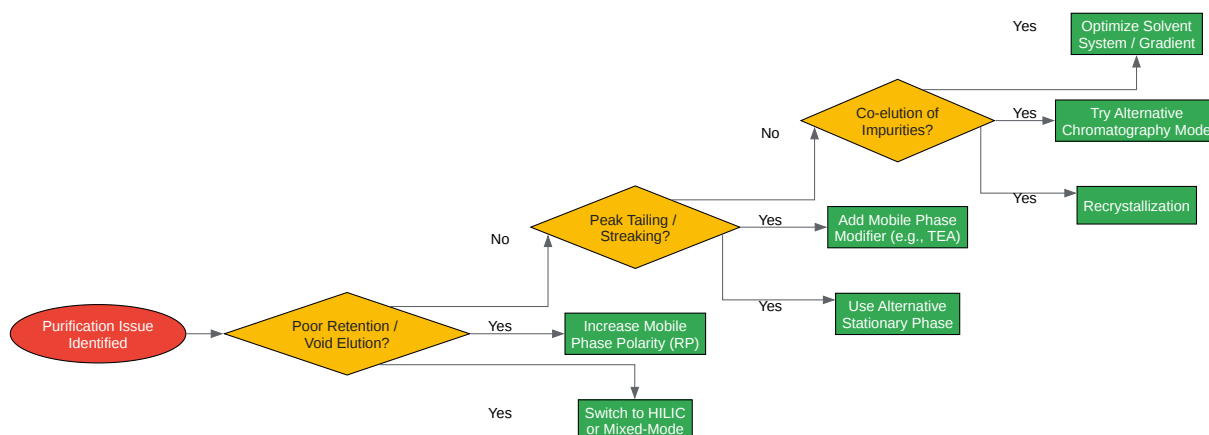 Purification Issue
Identified
Poor Retention /
Void Elution?
Yes
Increase Mobile
Phase Polarity (RP)
Yes
Switch to HILIC
or Mixed-Mode
No
Peak Tailing /
Streaking?
Yes
Add Mobile Phase
Modifier (e.g., TEA)
Yes
Use Alternative
Stationary Phase
No
Co-elution of
Impurities?
Yes
Optimize Solvent
System / Gradient
Yes
Try Alternative
Chromatography Mode
Yes
Recrystallization